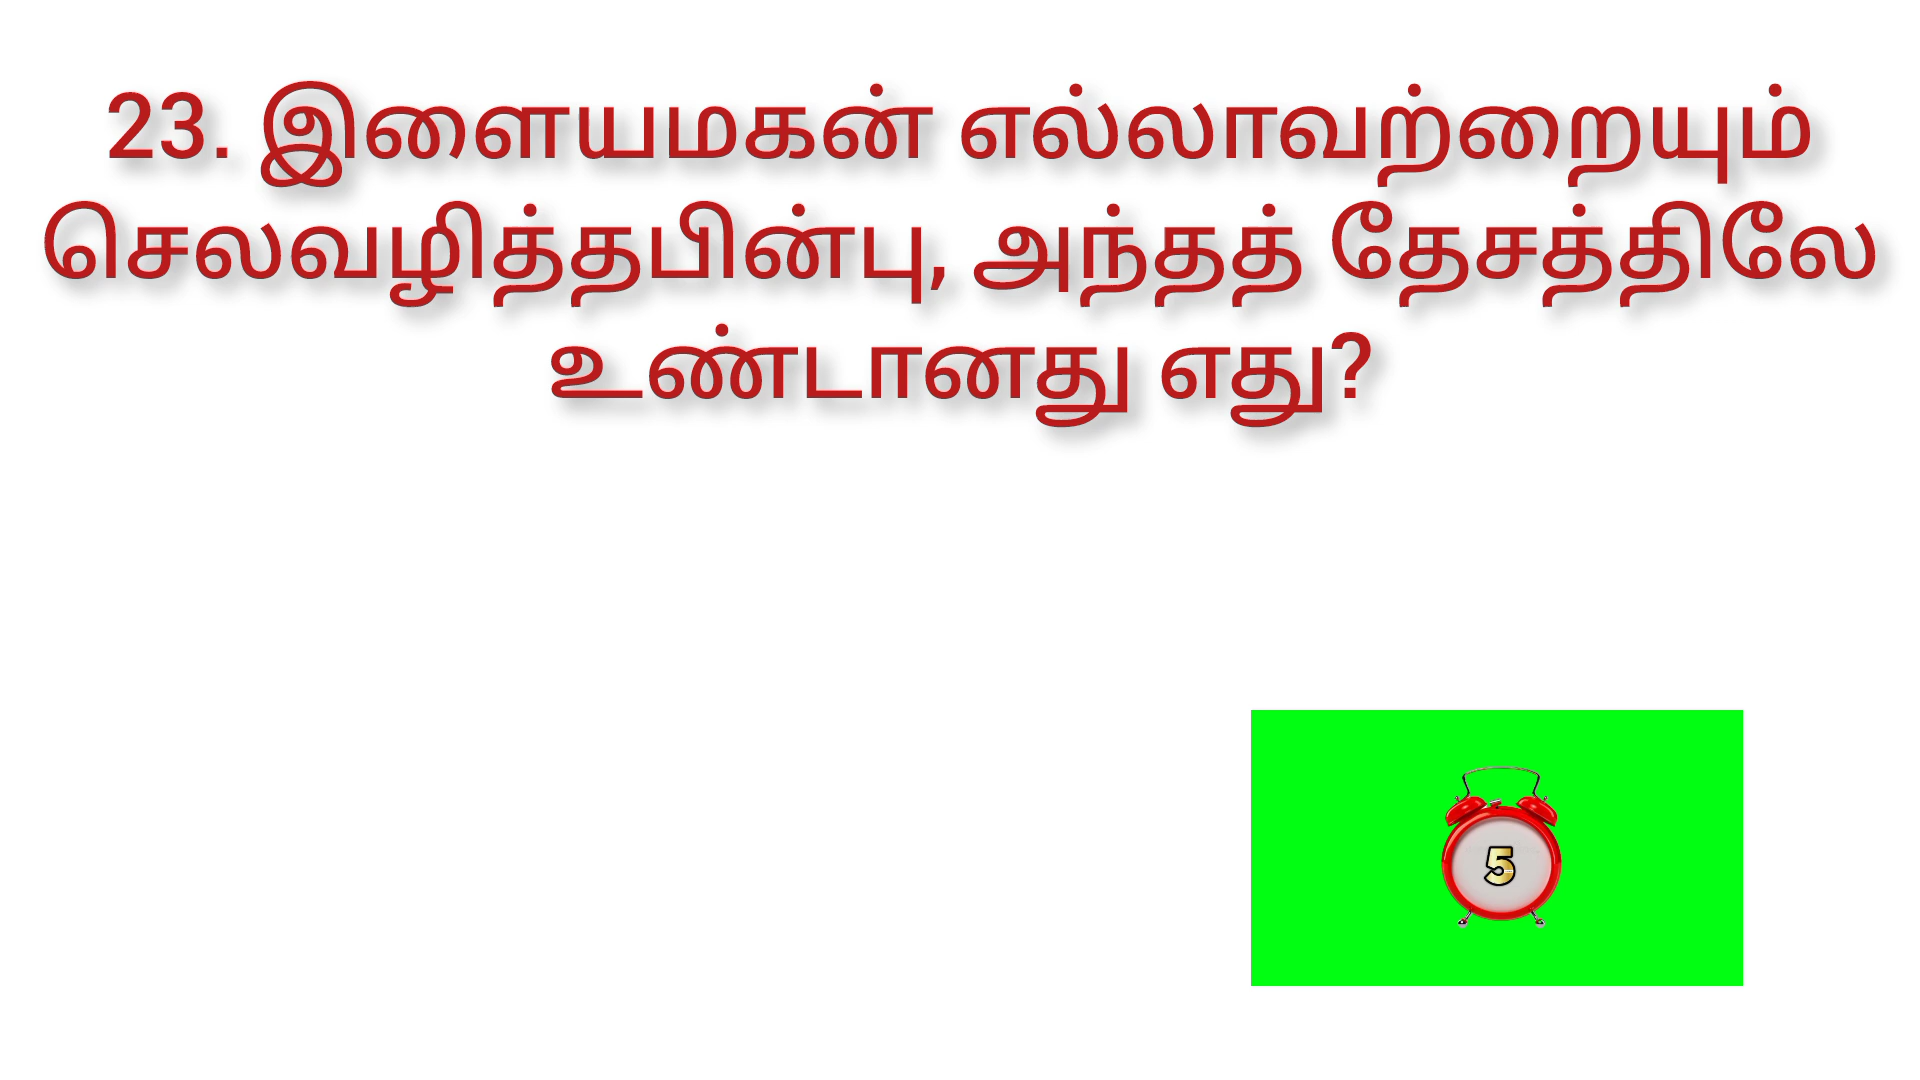 23. இளையமகன் எல்லாவற்றையும்
செலவழித்தபின்பு, அந்தத் தேசத்திலே
உண்டானது எது?
5